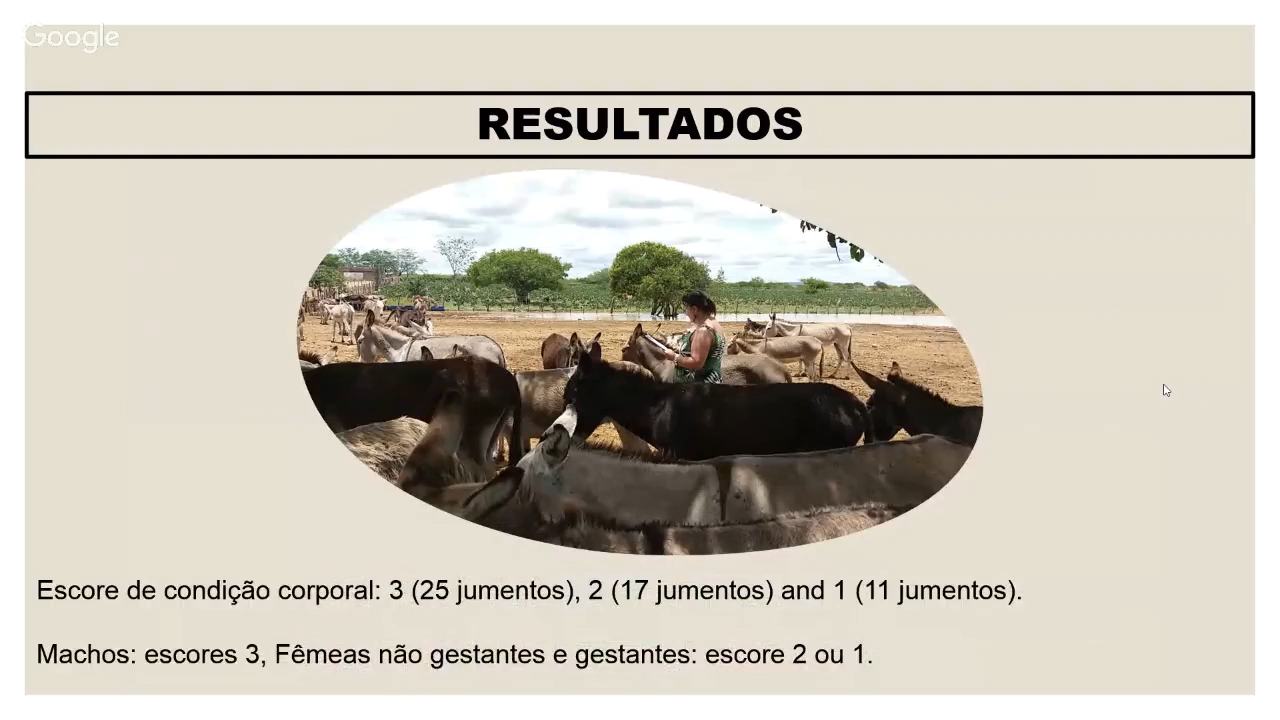 Google
RESULTADOS
Escore de condição corporal: 3 (25 jumentos), 2 (17 jumentos) and 1 (11 jumentos).
Machos: escores 3, Fêmeas não gestantes e gestantes: escore 2 ou 1.